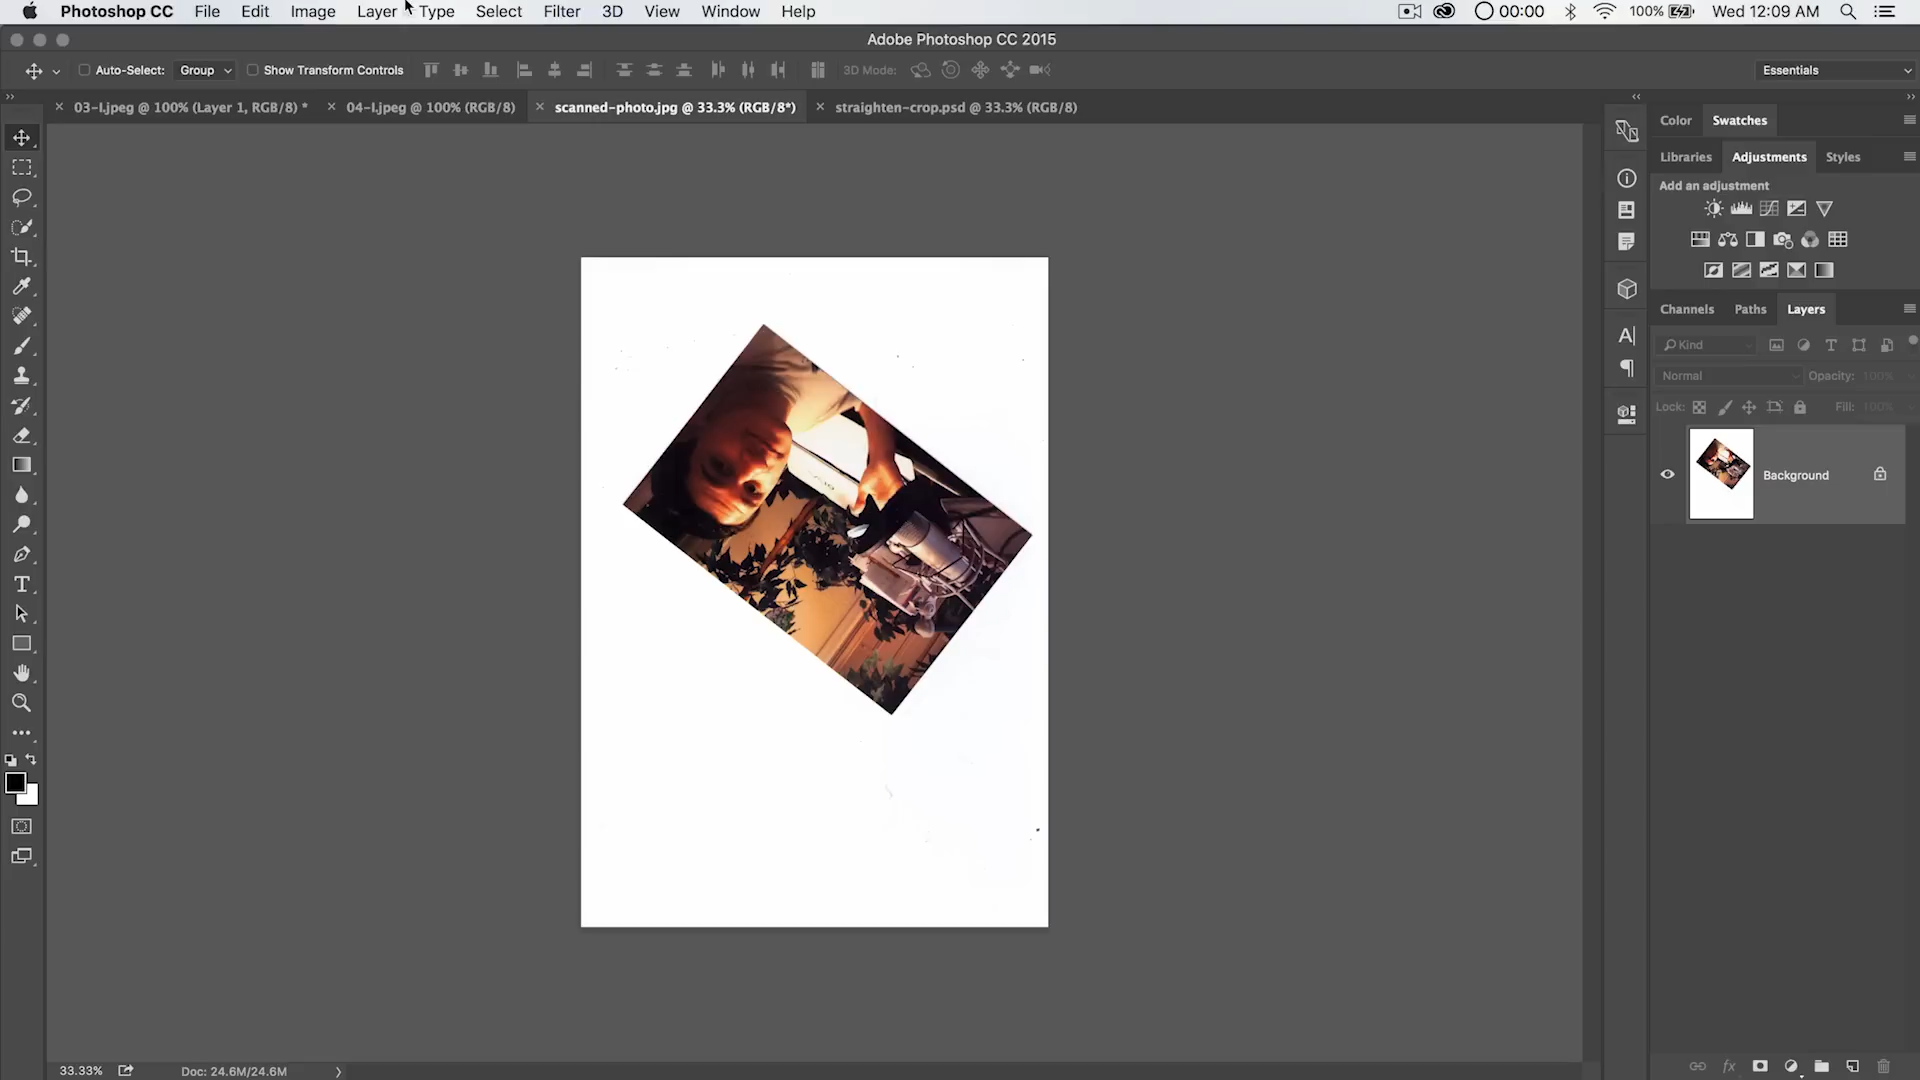 Photoshop CC File Edit Image Layer Type Select Filter 3D View Window Help 00:00 100% Wed 12:09 AM
Adobe Photoshop CC 2015
Auto-Select: Group Show Transform Controls 3D Mode: Essentials
03-I.jpeg @ 100% (Layer 1, RGB/8) * 04-I.jpeg @ 100% (RGB/8) scanned-photo.jpg @ 33.3% (RGB/8*) straighten-crop.psd @ 33.3% (RGB/8)
Color Swatches
Libraries Adjustments Styles
Add an adjustment
Channels Paths Layers
Kind
Normal Opacity: 100%
Lock: Fill: 100%
Background
33.33% Doc: 24.6M/24.6M